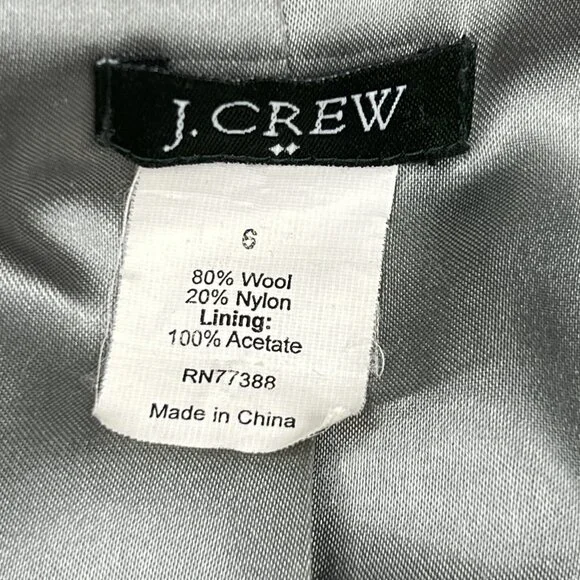 J.CREW
6
80% Wool
20% Nylon
Lining:
100% Acetate
RN77388
Made in China